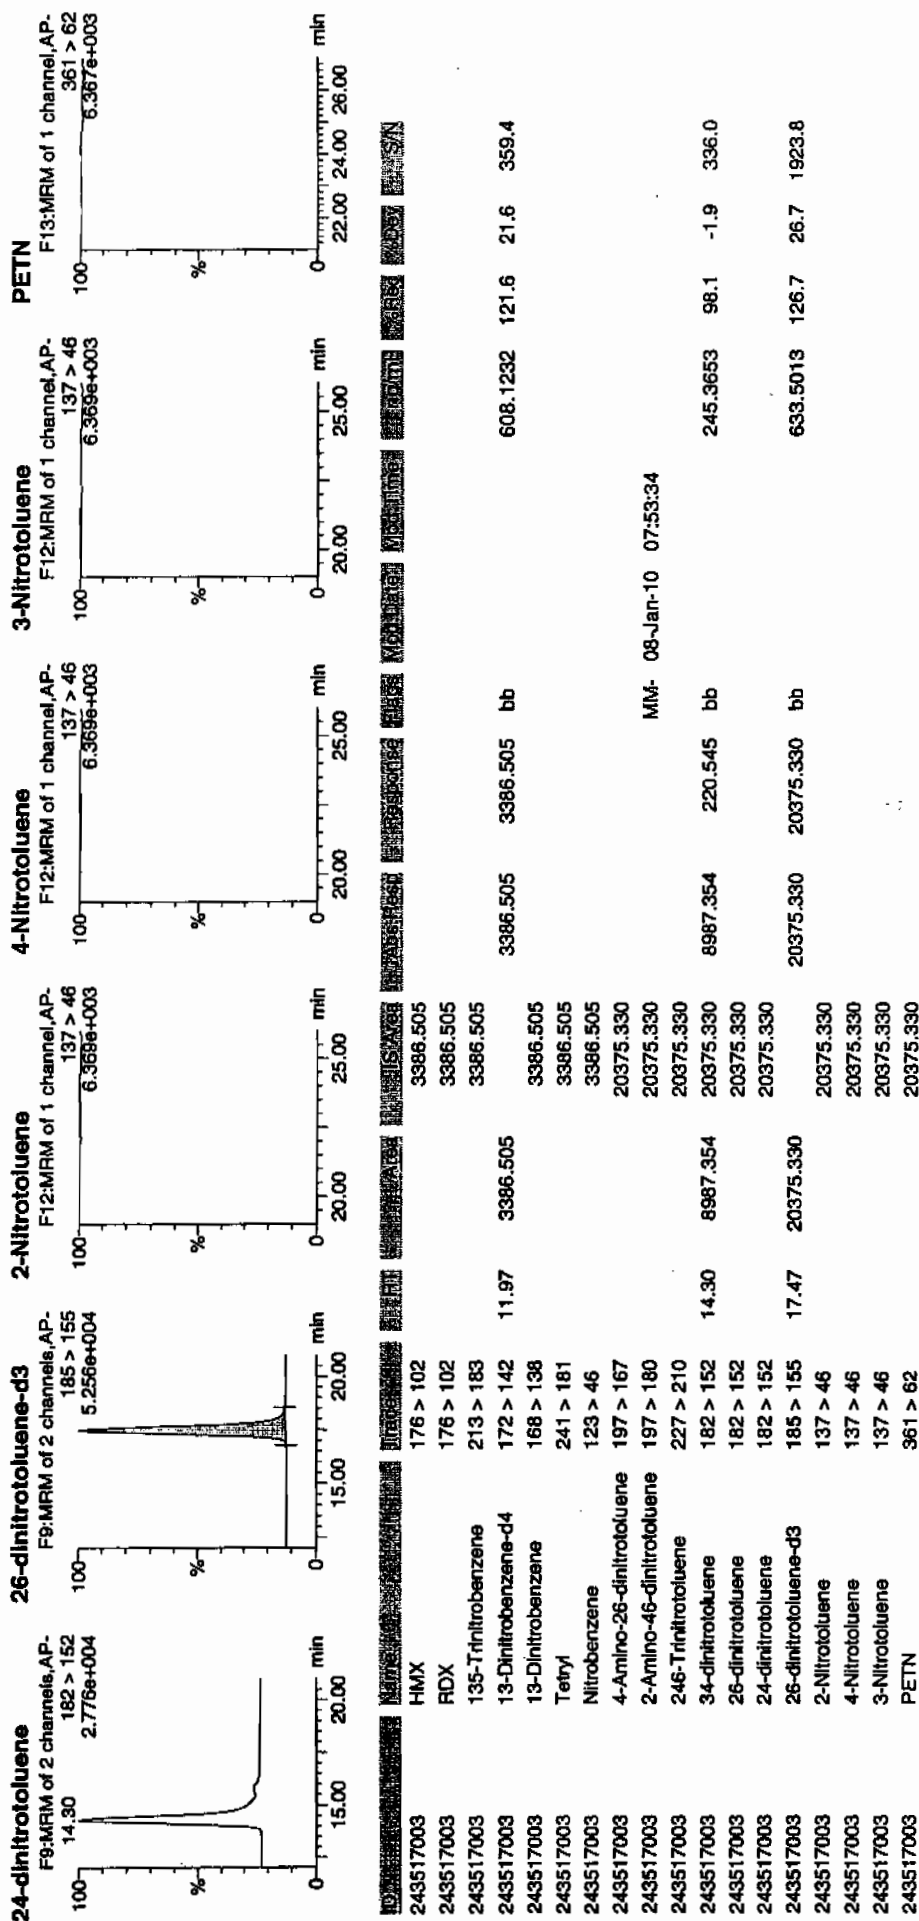 24-dinitrotoluene
F9:MRM of 2 channels,AP-
182 > 152
2.776e+004
14.30
100
%
0
15.00 20.00 min
26-dinitrotoluene-d3
F9:MRM of 2 channels,AP-
185 > 155
5.256e+004
100
%
0
15.00 20.00 min
2-Nitrotoluene
F12:MRM of 1 channel,AP-
137 > 46
6.369e+003
100
%
0
20.00 25.00 min
4-Nitrotoluene
F12:MRM of 1 channel,AP-
137 > 46
6.369e+003
100
%
0
20.00 25.00 min
3-Nitrotoluene
F12:MRM of 1 channel,AP-
137 > 46
6.369e+003
100
%
0
20.00 25.00 min
PETN
F13:MRM of 1 channel,AP-
361 > 62
6.367e+003
100
%
0
22.00 24.00 26.00 min
Name Trace RT Area IS Area Abs.Resp Response Flags Mod.Date Mod.Time %Dev S/N
243517003 HMX 176 > 102 3386.505
243517003 RDX 176 > 102 3386.505
243517003 135-Trinitrobenzene 213 > 183 3386.505
243517003 13-Dinitrobenzene-d4 172 > 142 11.97 3386.505 3386.505 3386.505 bb 608.1232 121.6 21.6 359.4
243517003 13-Dinitrobenzene 168 > 138 3386.505
243517003 Tetryl 241 > 181 3386.505
243517003 Nitrobenzene 123 > 46 3386.505
243517003 4-Amino-26-dinitrotoluene 197 > 167 20375.330
243517003 2-Amino-46-dinitrotoluene 197 > 180 20375.330 MM- 08-Jan-10 07:53:34
243517003 246-Trinitrotoluene 227 > 210 20375.330
243517003 34-dinitrotoluene 182 > 152 14.30 8987.354 20375.330 8987.354 220.545 bb 245.3653 98.1 -1.9 336.0
243517003 26-dinitrotoluene 182 > 152 20375.330
243517003 24-dinitrotoluene 182 > 152 20375.330
243517003 26-dinitrotoluene-d3 185 > 155 17.47 20375.330 20375.330 20375.330 bb 633.5013 126.7 26.7 1923.8
243517003 2-Nitrotoluene 137 > 46 20375.330
243517003 4-Nitrotoluene 137 > 46 20375.330
243517003 3-Nitrotoluene 137 > 46 20375.330
243517003 PETN 361 > 62 20375.330